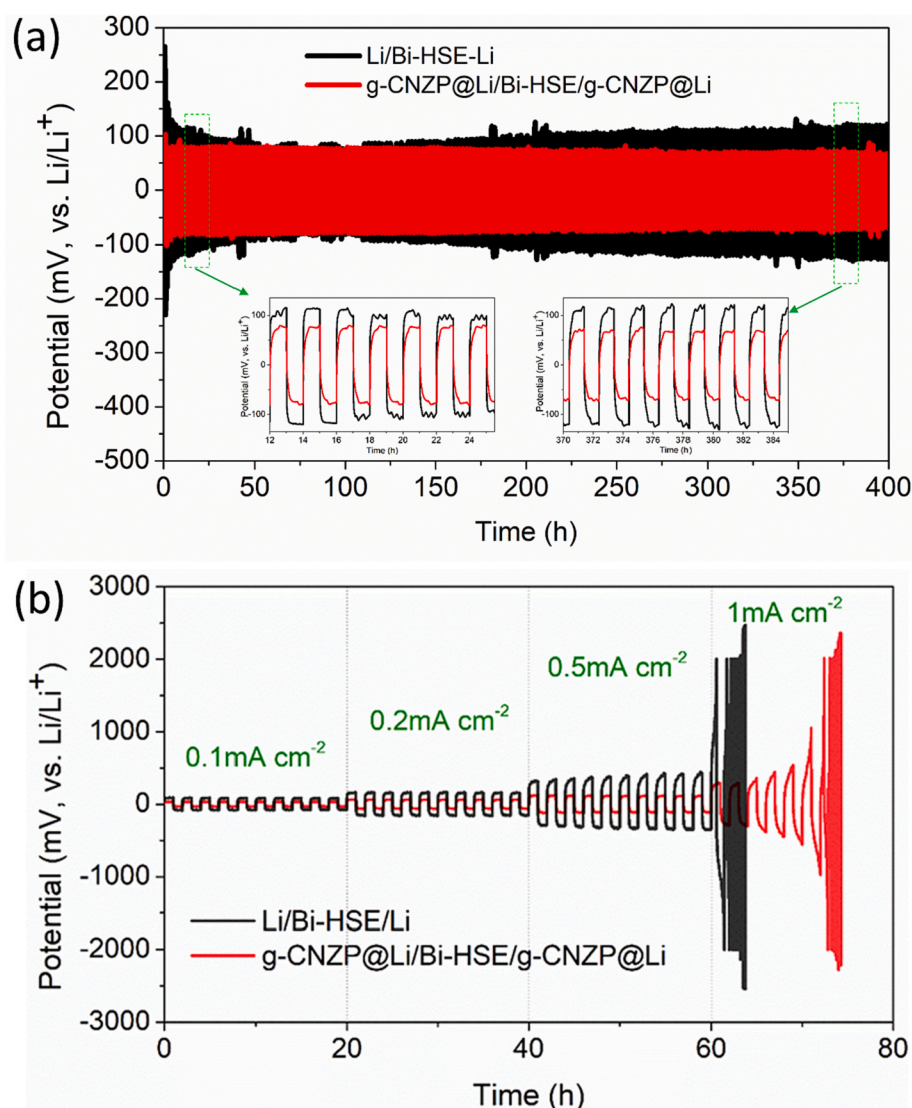 (a)
300
200
100
0
-100
-200
-300
-400
-500
Potential (mV, vs. Li/Li⁺)
Li/Bi-HSE-Li
g-CNZP@Li/Bi-HSE/g-CNZP@Li
Potential (mV, vs. Li/Li⁺)
100
0
-100
12 14 16 18 20 22 24
Time (h)
Potential (mV, vs. Li/Li⁺)
100
0
-100
370 372 374 376 378 380 382 384
Time (h)
0 50 100 150 200 250 300 350 400
Time (h)
(b)
3000
2000
1000
0
-1000
-2000
-3000
Potential (mV, vs. Li/Li⁺)
1mA cm⁻²
0.5mA cm⁻²
0.2mA cm⁻²
0.1mA cm⁻²
Li/Bi-HSE/Li
g-CNZP@Li/Bi-HSE/g-CNZP@Li
0 20 40 60 80
Time (h)